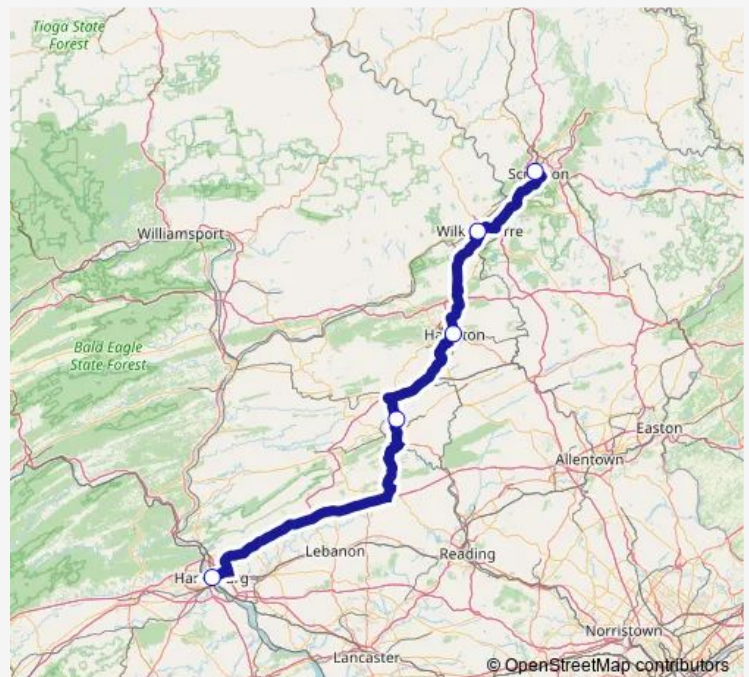 Tioga State
Forest
Williamsport
Bald Eagle
State Forest
Easton
Allentown
Lebanon
Reading
Norristown
Lancaster
© OpenStreetMap contributors